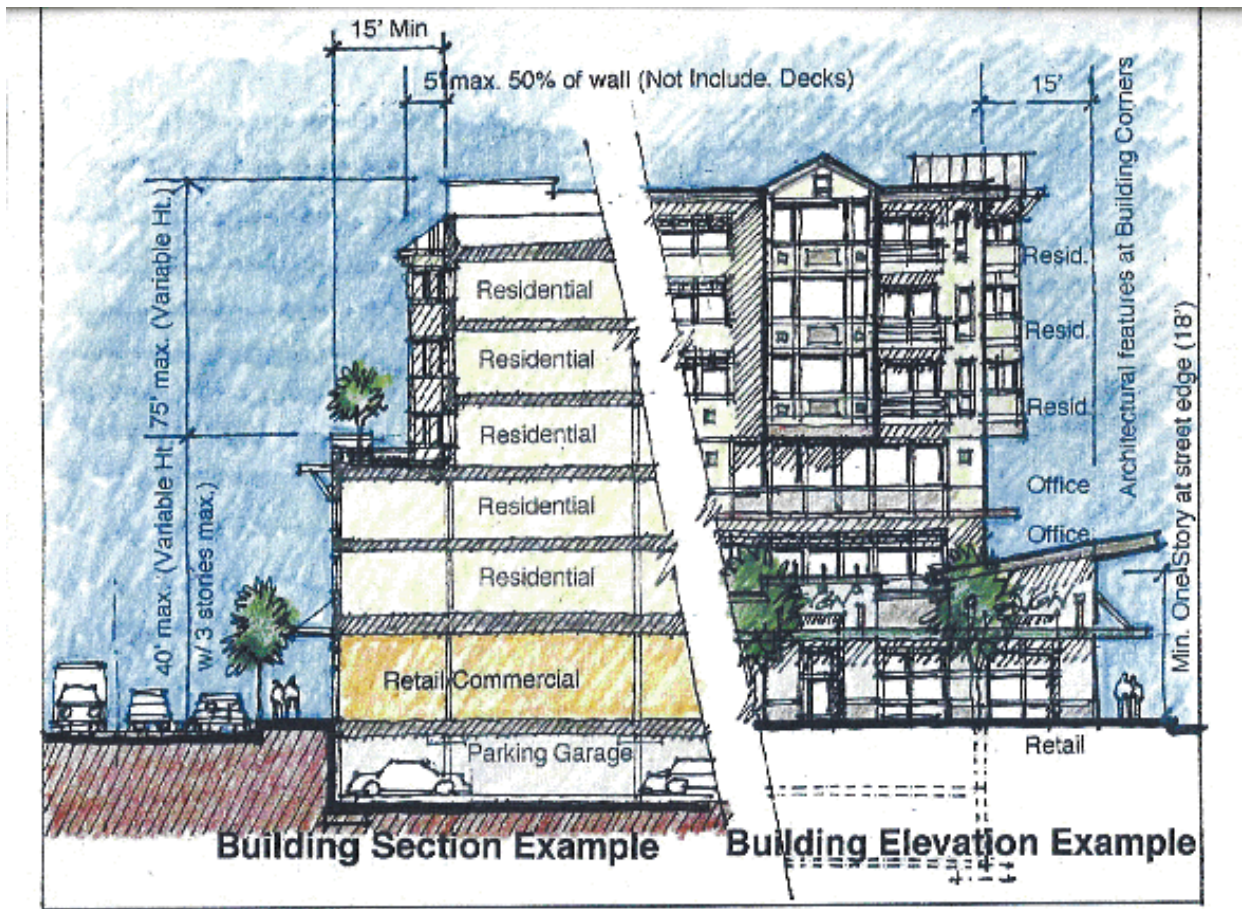 15' Min
5' max. 50% of wall (Not Include. Decks)
15'
Architectural features at Building Corners
75' max. (Variable Ht.)
40' max. (Variable Ht.
w/ 3 stories max.)
Residential
Residential
Residential
Residential
Residential
Retail/Commercial
Parking Garage
Resid.
Resid.
Resid.
Office
Office
Min. One Story at street edge (18")
Retail
Building Section Example
Building Elevation Example